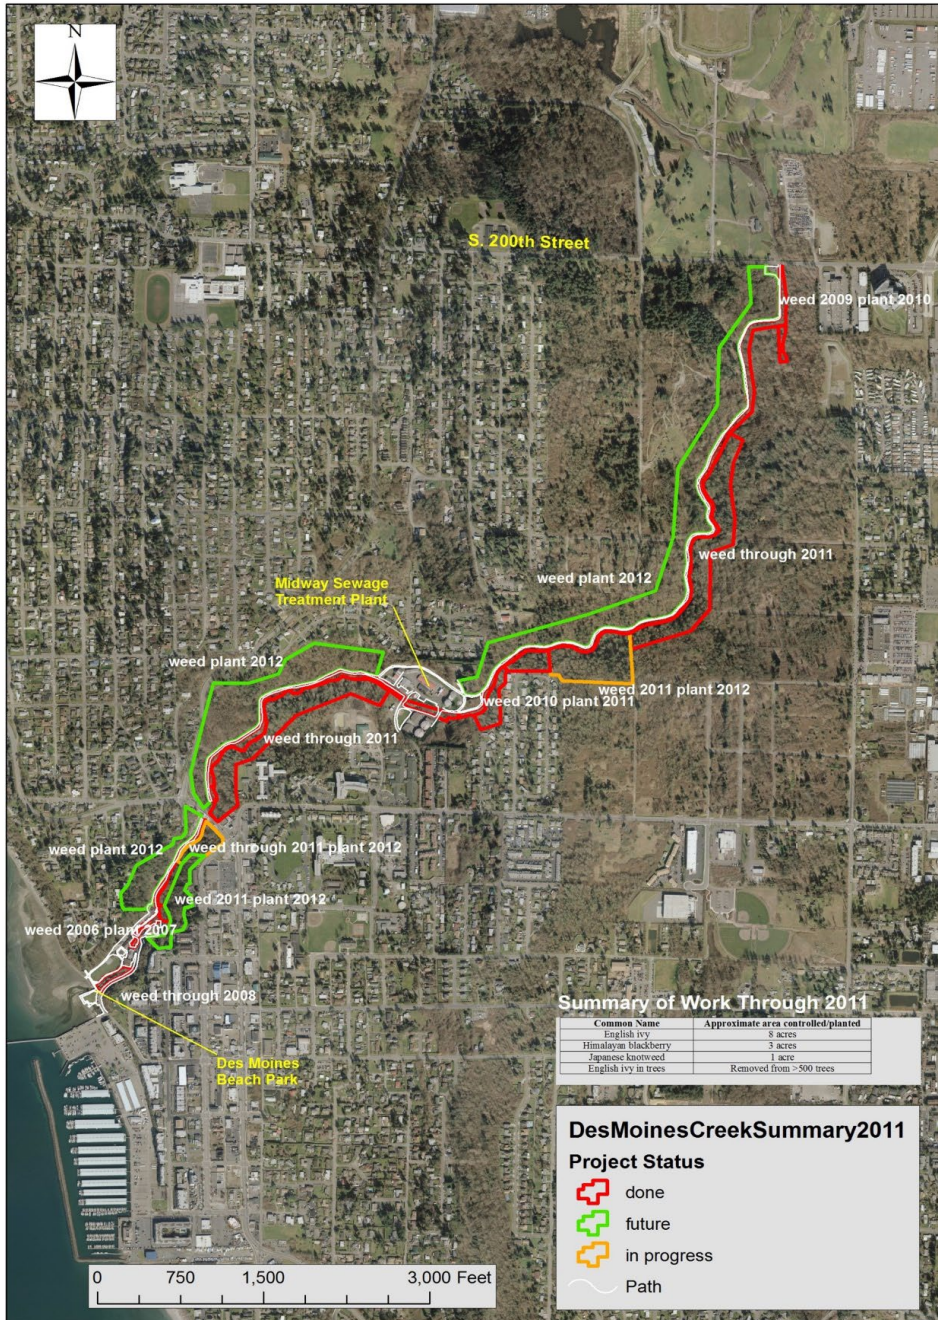 N
S. 200th Street
weed 2009 plant 2010
weed through 2011
weed plant 2012
Midway Sewage
Treatment Plant
weed plant 2012
weed 2011 plant 2012
weed 2010 plant 2011
weed through 2011
weed plant 2012
weed through 2011 plant 2012
weed 2011 plant 2012
weed 2006 plant 2007
weed through 2008
Des Moines
Beach Park
Summary of Work Through 2011
Common Name Approximate area controlled/planted
English ivy 8 acres
Himalayan blackberry 3 acres
Japanese knotweed 1 acre
English ivy in trees Removed from >500 trees
DesMoinesCreekSummary2011
Project Status
done
future
in progress
Path
0 750 1,500 3,000 Feet